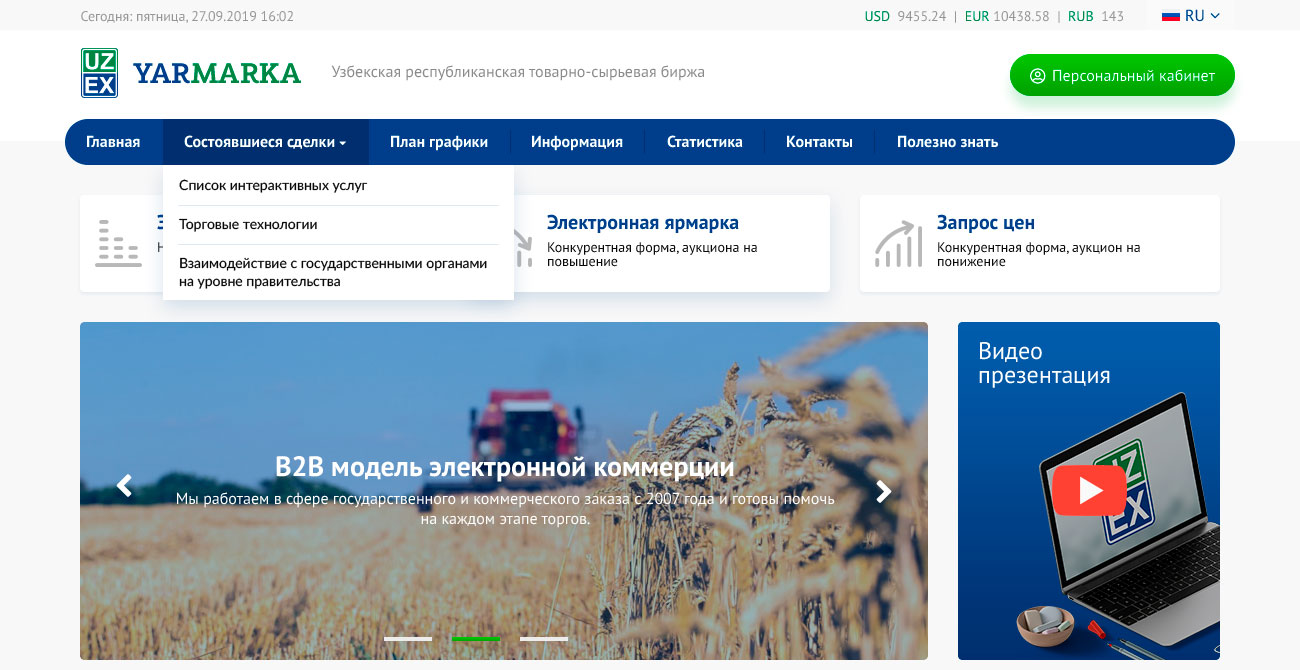 Сегодня: пятница, 27.09.2019 16:02
USD 9455.24 | EUR 10438.58 | RUB 143
RU
UZ
EX
YARMARKA
Узбекская республиканская товарно-сырьевая биржа
Персональный кабинет
Главная
Состоявшиеся сделки
План графики
Информация
Статистика
Контакты
Полезно знать
Список интерактивных услуг
Торговые технологии
Взаимодействие с государственными органами
на уровне правительства
Электронная ярмарка
Конкурентная форма, аукциона на
повышение
Запрос цен
Конкурентная форма, аукцион на
понижение
B2B модель электронной коммерции
Мы работаем в сфере государственного и коммерческого заказа с 2007 года и готовы помочь
на каждом этапе торгов.
Видео
презентация
UZ
EX